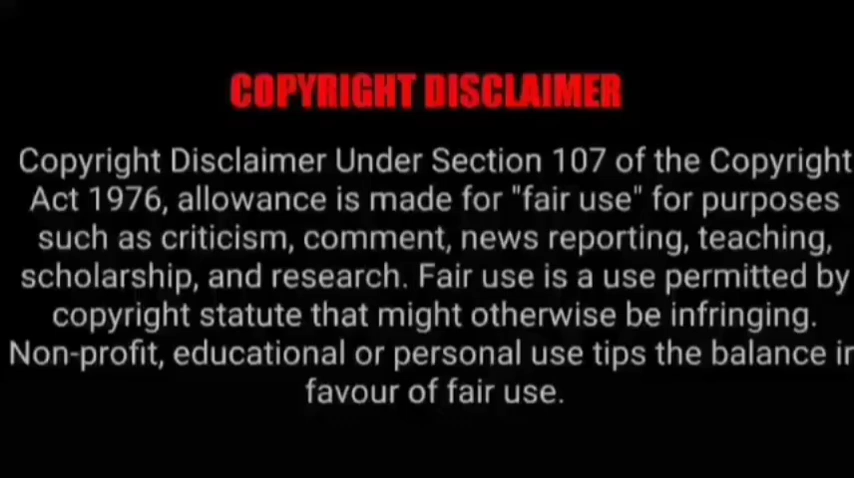 COPYRIGHT DISCLAIMER
Copyright Disclaimer Under Section 107 of the Copyright
Act 1976, allowance is made for "fair use" for purposes
such as criticism, comment, news reporting, teaching,
scholarship, and research. Fair use is a use permitted by
copyright statute that might otherwise be infringing.
Non-profit, educational or personal use tips the balance in
favour of fair use.